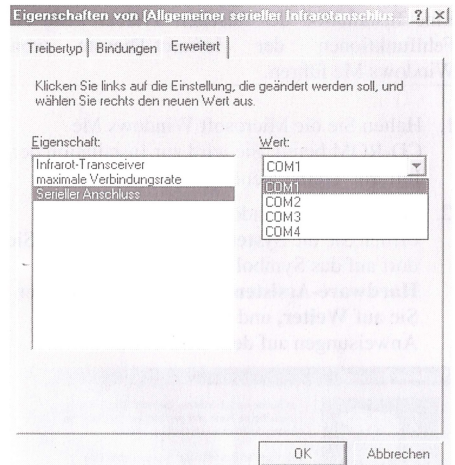 Eigenschaften von (Allgemeiner serieller Infrarotanschlus
Treibertyp
Bindungen
Erweitert
Klicken Sie links auf die Einstellung, die geändert werden soll, und
wählen Sie rechts den neuen Wert aus.
Eigenschaft:
Wert:
Infrarot-Transceiver
maximale Verbindungsrate
Serieller Anschluss
COM1
COM1
COM2
COM3
COM4
OK
Abbrechen